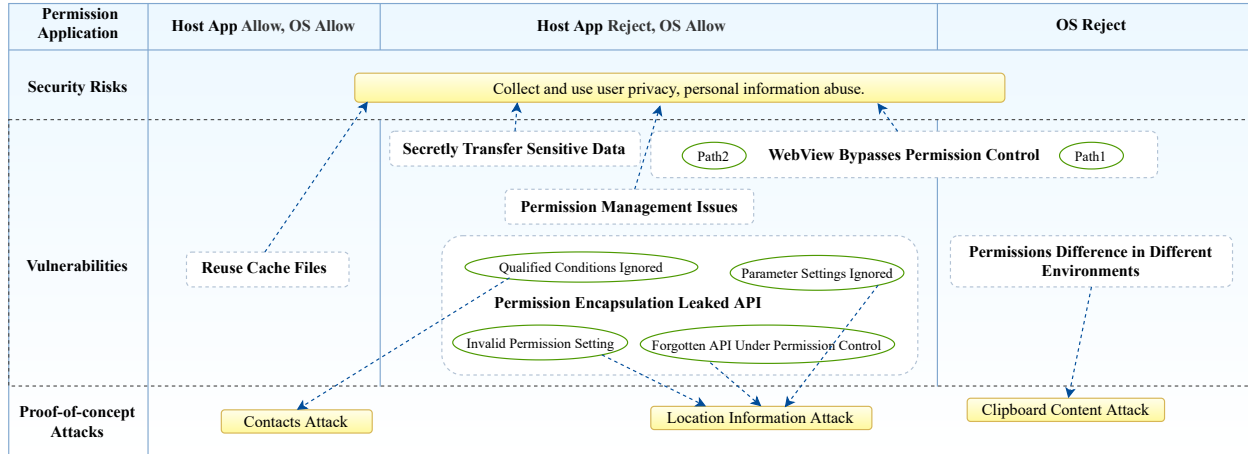 Permission
Application
Host App Allow, OS Allow
Host App Reject, OS Allow
OS Reject
Security Risks
Collect and use user privacy, personal information abuse.
Vulnerabilities
Secretly Transfer Sensitive Data
Path2
WebView Bypasses Permission Control
Path1
Permission Management Issues
Reuse Cache Files
Qualified Conditions Ignored
Parameter Settings Ignored
Permission Encapsulation Leaked API
Invalid Permission Setting
Forgotten API Under Permission Control
Permissions Difference in Different
Environments
Proof-of-concept
Attacks
Contacts Attack
Location Information Attack
Clipboard Content Attack